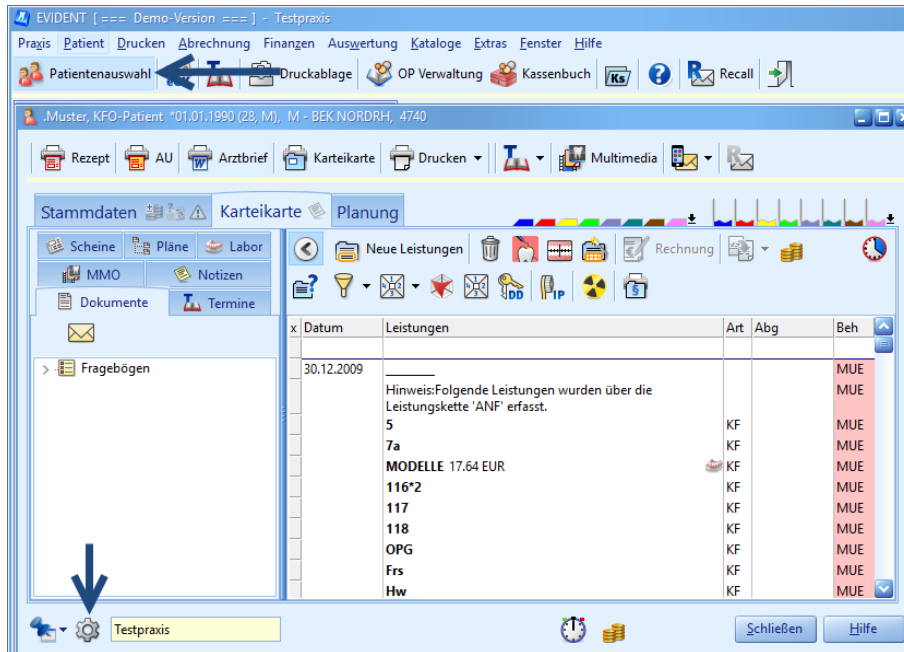 EVIDENT [ === Demo-Version === ] - Testpraxis
Praxis Patient Drucken Abrechnung Finanzen Auswertung Kataloge Extras Fenster Hilfe
Patientenauswahl Druckablage OP Verwaltung Kassenbuch Ks ? Recall
.Muster, KFO-Patient *01.01.1990 (28, M), M - BEK NORDRH, 4740
Rezept AU Arztbrief Karteikarte Drucken Multimedia
Stammdaten Karteikarte Planung
Scheine Pläne Labor Neue Leistungen Rechnung
MMO Notizen
DD IP §
Dokumente Termine
x Datum Leistungen Art Abg Beh
Fragebögen 30.12.2009 MUE
Hinweis:Folgende Leistungen wurden über die MUE
Leistungskette 'ANF' erfasst.
5 KF MUE
7a KF MUE
MODELLE 17.64 EUR KF MUE
116*2 KF MUE
117 KF MUE
118 KF MUE
OPG KF MUE
Frs KF MUE
Hw KF MUE
Testpraxis Schließen Hilfe